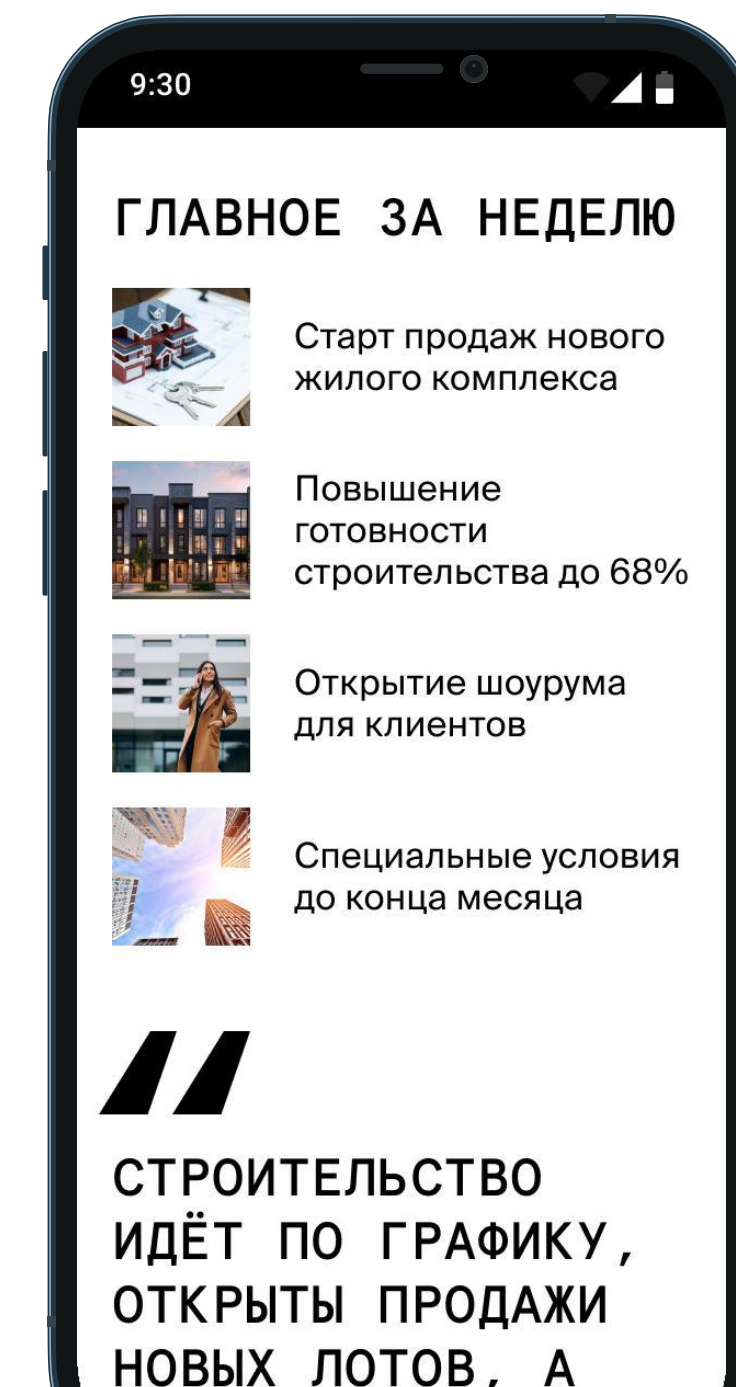 9:30
ГЛАВНОЕ ЗА НЕДЕЛЮ
Старт продаж нового
жилого комплекса
Повышение
готовности
строительства до 68%
Открытие шоурума
для клиентов
Специальные условия
до конца месяца
СТРОИТЕЛЬСТВО
ИДЁТ ПО ГРАФИКУ,
ОТКРЫТЫ ПРОДАЖИ
НОВЫХ ЛОТОВ, А